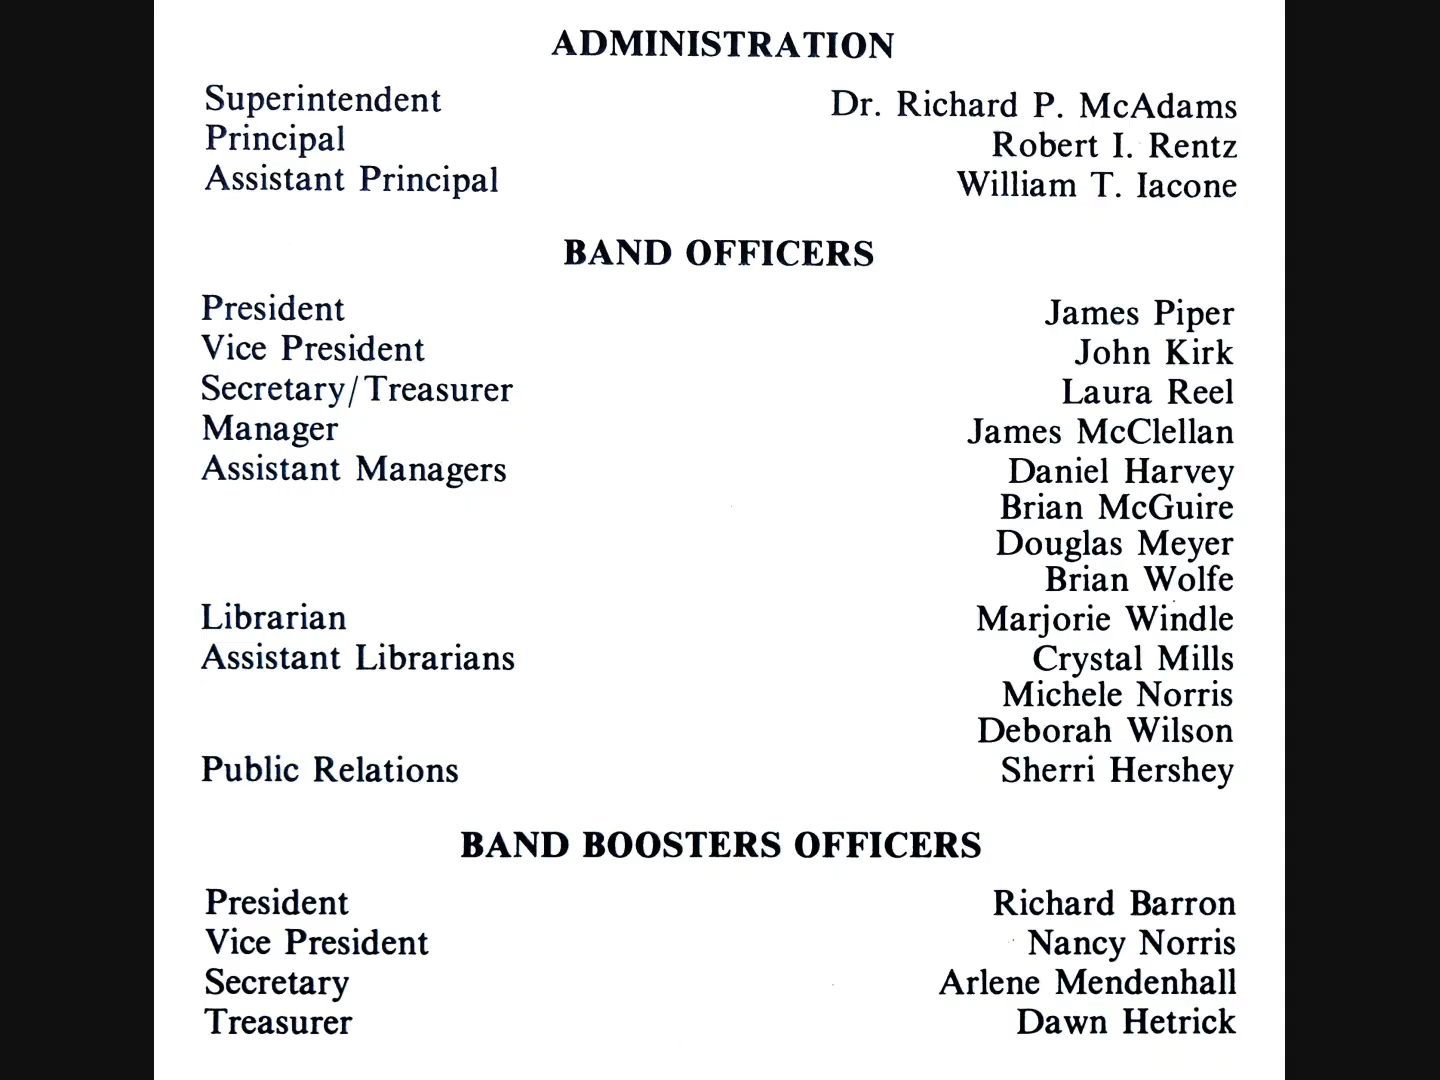 ADMINISTRATION
Superintendent Dr. Richard P. McAdams
Principal Robert I. Rentz
Assistant Principal William T. Iacone
BAND OFFICERS
President James Piper
Vice President John Kirk
Secretary/Treasurer Laura Reel
Manager James McClellan
Assistant Managers Daniel Harvey
Brian McGuire
Douglas Meyer
Brian Wolfe
Librarian Marjorie Windle
Assistant Librarians Crystal Mills
Michele Norris
Deborah Wilson
Public Relations Sherri Hershey
BAND BOOSTERS OFFICERS
President Richard Barron
Vice President Nancy Norris
Secretary Arlene Mendenhall
Treasurer Dawn Hetrick